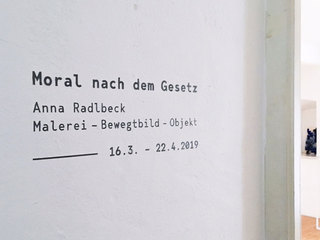 Moral nach dem Gesetz
Anna Radlbeck
Malerei – Bewegtbild – Objekt
16.3. – 22.4.2019